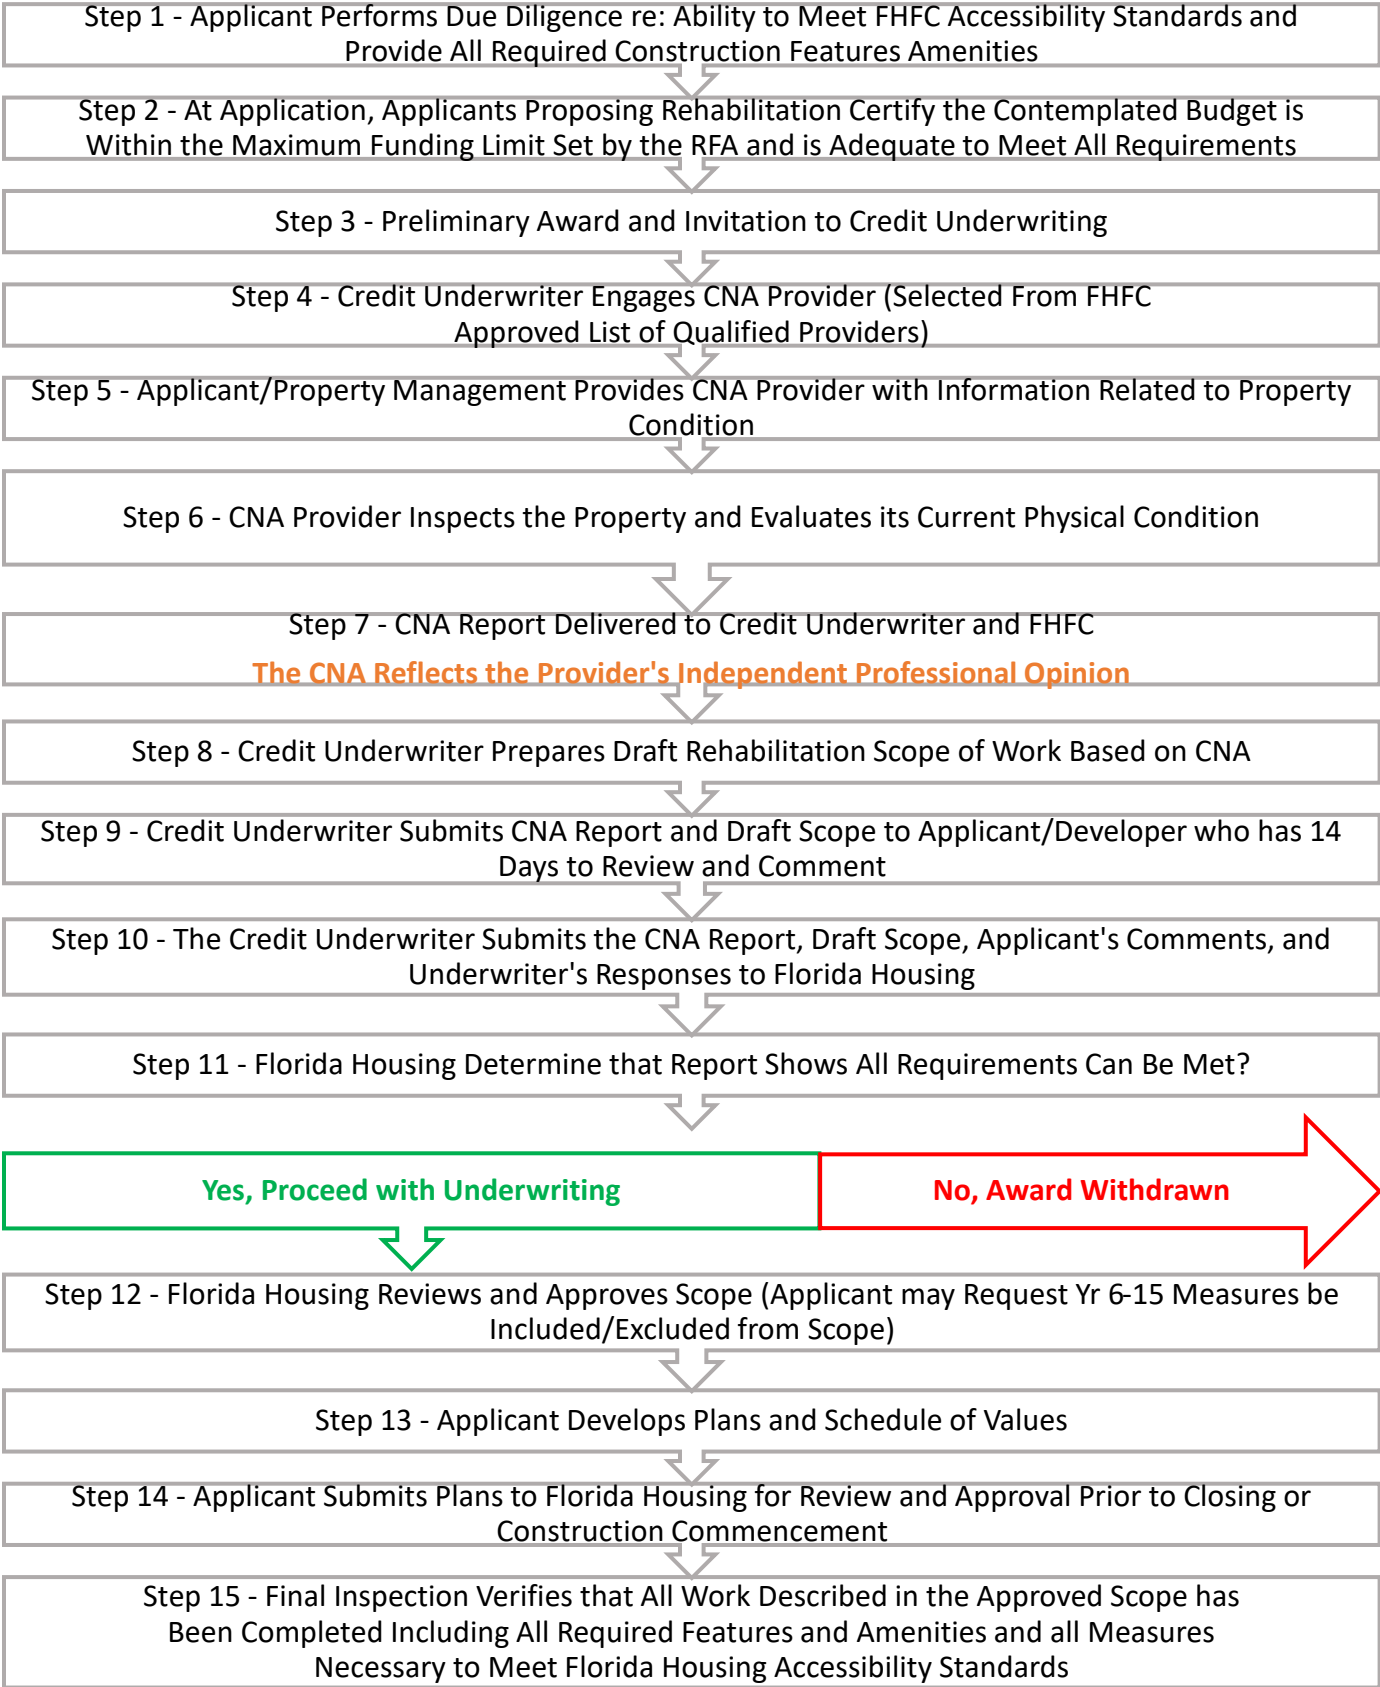 Step 1 - Applicant Performs Due Diligence re: Ability to Meet FHFC Accessibility Standards and
Provide All Required Construction Features Amenities
Step 2 - At Application, Applicants Proposing Rehabilitation Certify the Contemplated Budget is
Within the Maximum Funding Limit Set by the RFA and is Adequate to Meet All Requirements
Step 3 - Preliminary Award and Invitation to Credit Underwriting
Step 4 - Credit Underwriter Engages CNA Provider (Selected From FHFC
Approved List of Qualified Providers)
Step 5 - Applicant/Property Management Provides CNA Provider with Information Related to Property
Condition
Step 6 - CNA Provider Inspects the Property and Evaluates its Current Physical Condition
Step 7 - CNA Report Delivered to Credit Underwriter and FHFC
The CNA Reflects the Provider's Independent Professional Opinion
Step 8 - Credit Underwriter Prepares Draft Rehabilitation Scope of Work Based on CNA
Step 9 - Credit Underwriter Submits CNA Report and Draft Scope to Applicant/Developer who has 14
Days to Review and Comment
Step 10 - The Credit Underwriter Submits the CNA Report, Draft Scope, Applicant's Comments, and
Underwriter's Responses to Florida Housing
Step 11 - Florida Housing Determine that Report Shows All Requirements Can Be Met?
Yes, Proceed with Underwriting
No, Award Withdrawn
Step 12 - Florida Housing Reviews and Approves Scope (Applicant may Request Yr 6-15 Measures be
Included/Excluded from Scope)
Step 13 - Applicant Develops Plans and Schedule of Values
Step 14 - Applicant Submits Plans to Florida Housing for Review and Approval Prior to Closing or
Construction Commencement
Step 15 - Final Inspection Verifies that All Work Described in the Approved Scope has
Been Completed Including All Required Features and Amenities and all Measures
Necessary to Meet Florida Housing Accessibility Standards